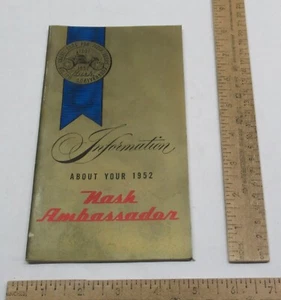 Information
ABOUT YOUR 1952
Nash
Ambassador